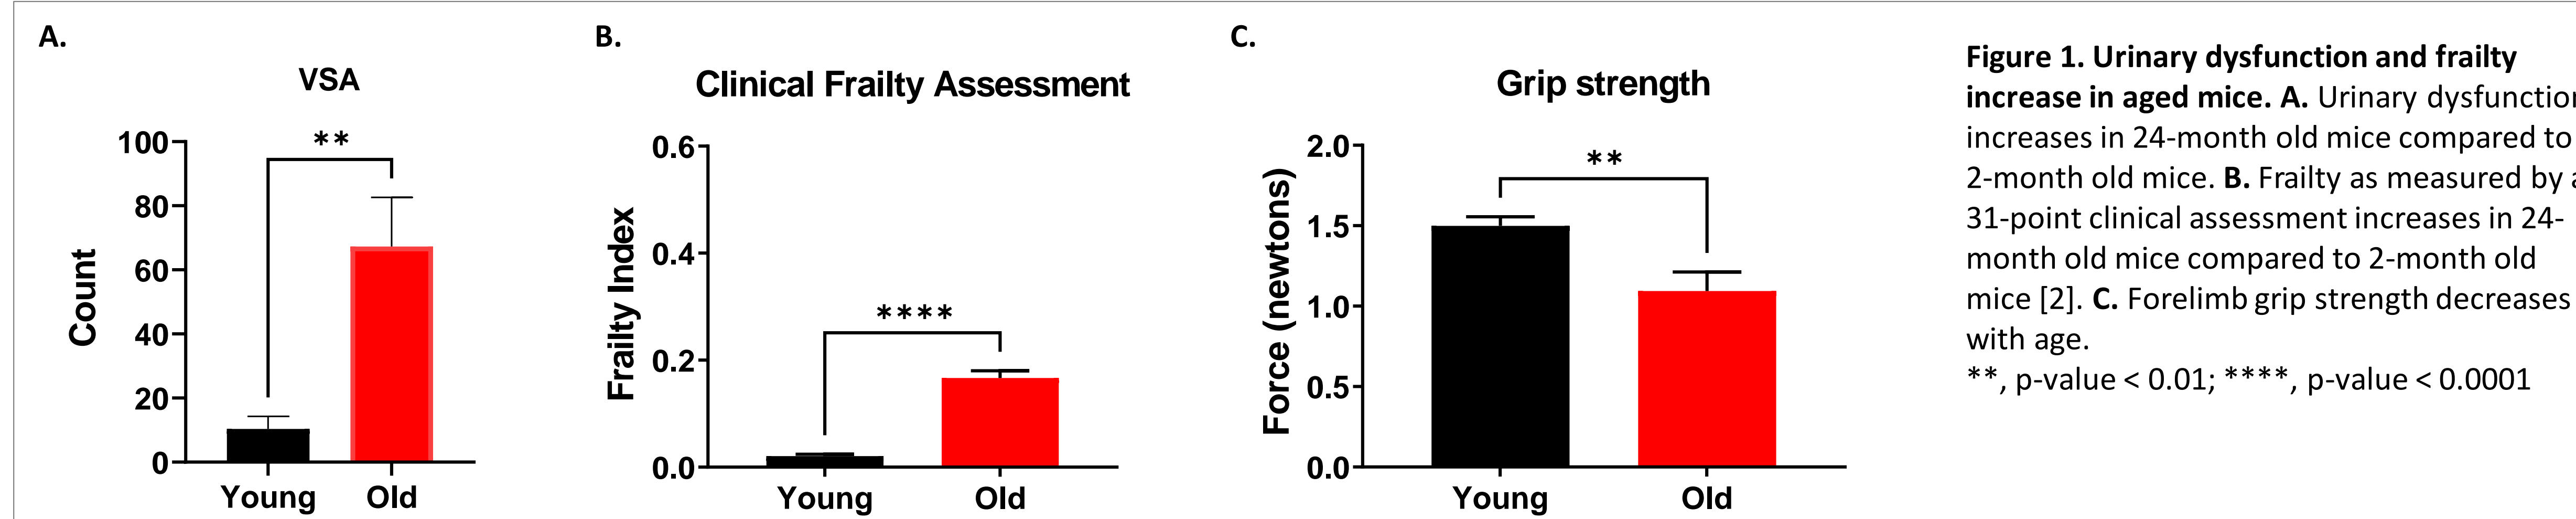 A.
VSA
**
100
80
60
40
20
0
Count
Young Old
B.
Clinical Frailty Assessment
****
0.6
0.4
0.2
0.0
Frailty Index
Young Old
C.
Grip strength
**
2.0
1.5
1.0
0.5
0.0
Force (newtons)
Young Old
Figure 1. Urinary dysfunction and frailty
increase in aged mice. A. Urinary dysfunction
increases in 24-month old mice compared to
2-month old mice. B. Frailty as measured by a
31-point clinical assessment increases in 24-
month old mice compared to 2-month old
mice [2]. C. Forelimb grip strength decreases
with age.
**, p-value < 0.01; ****, p-value < 0.0001